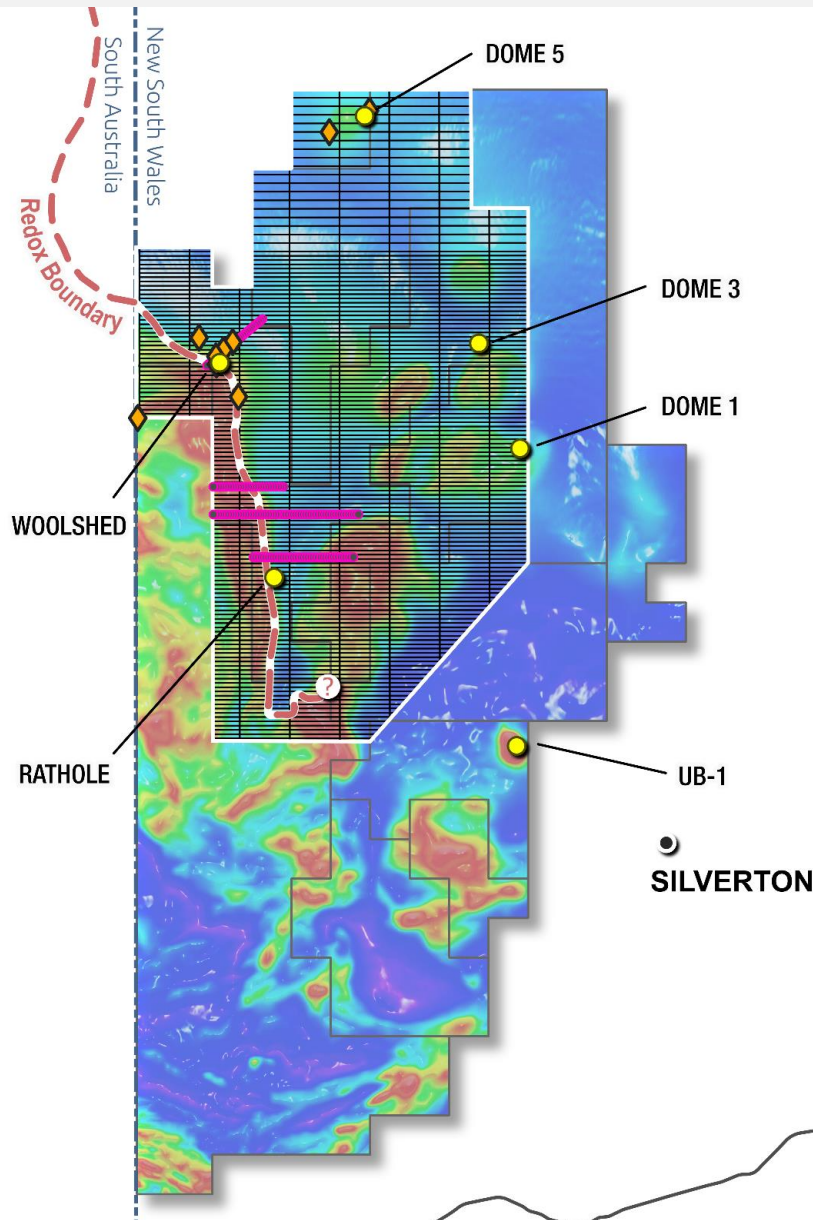 DOME 5
New South Wales
South Australia
Redox Boundary
DOME 3
DOME 1
WOOLSHED
?
RATHOLE
UB-1
SILVERTON